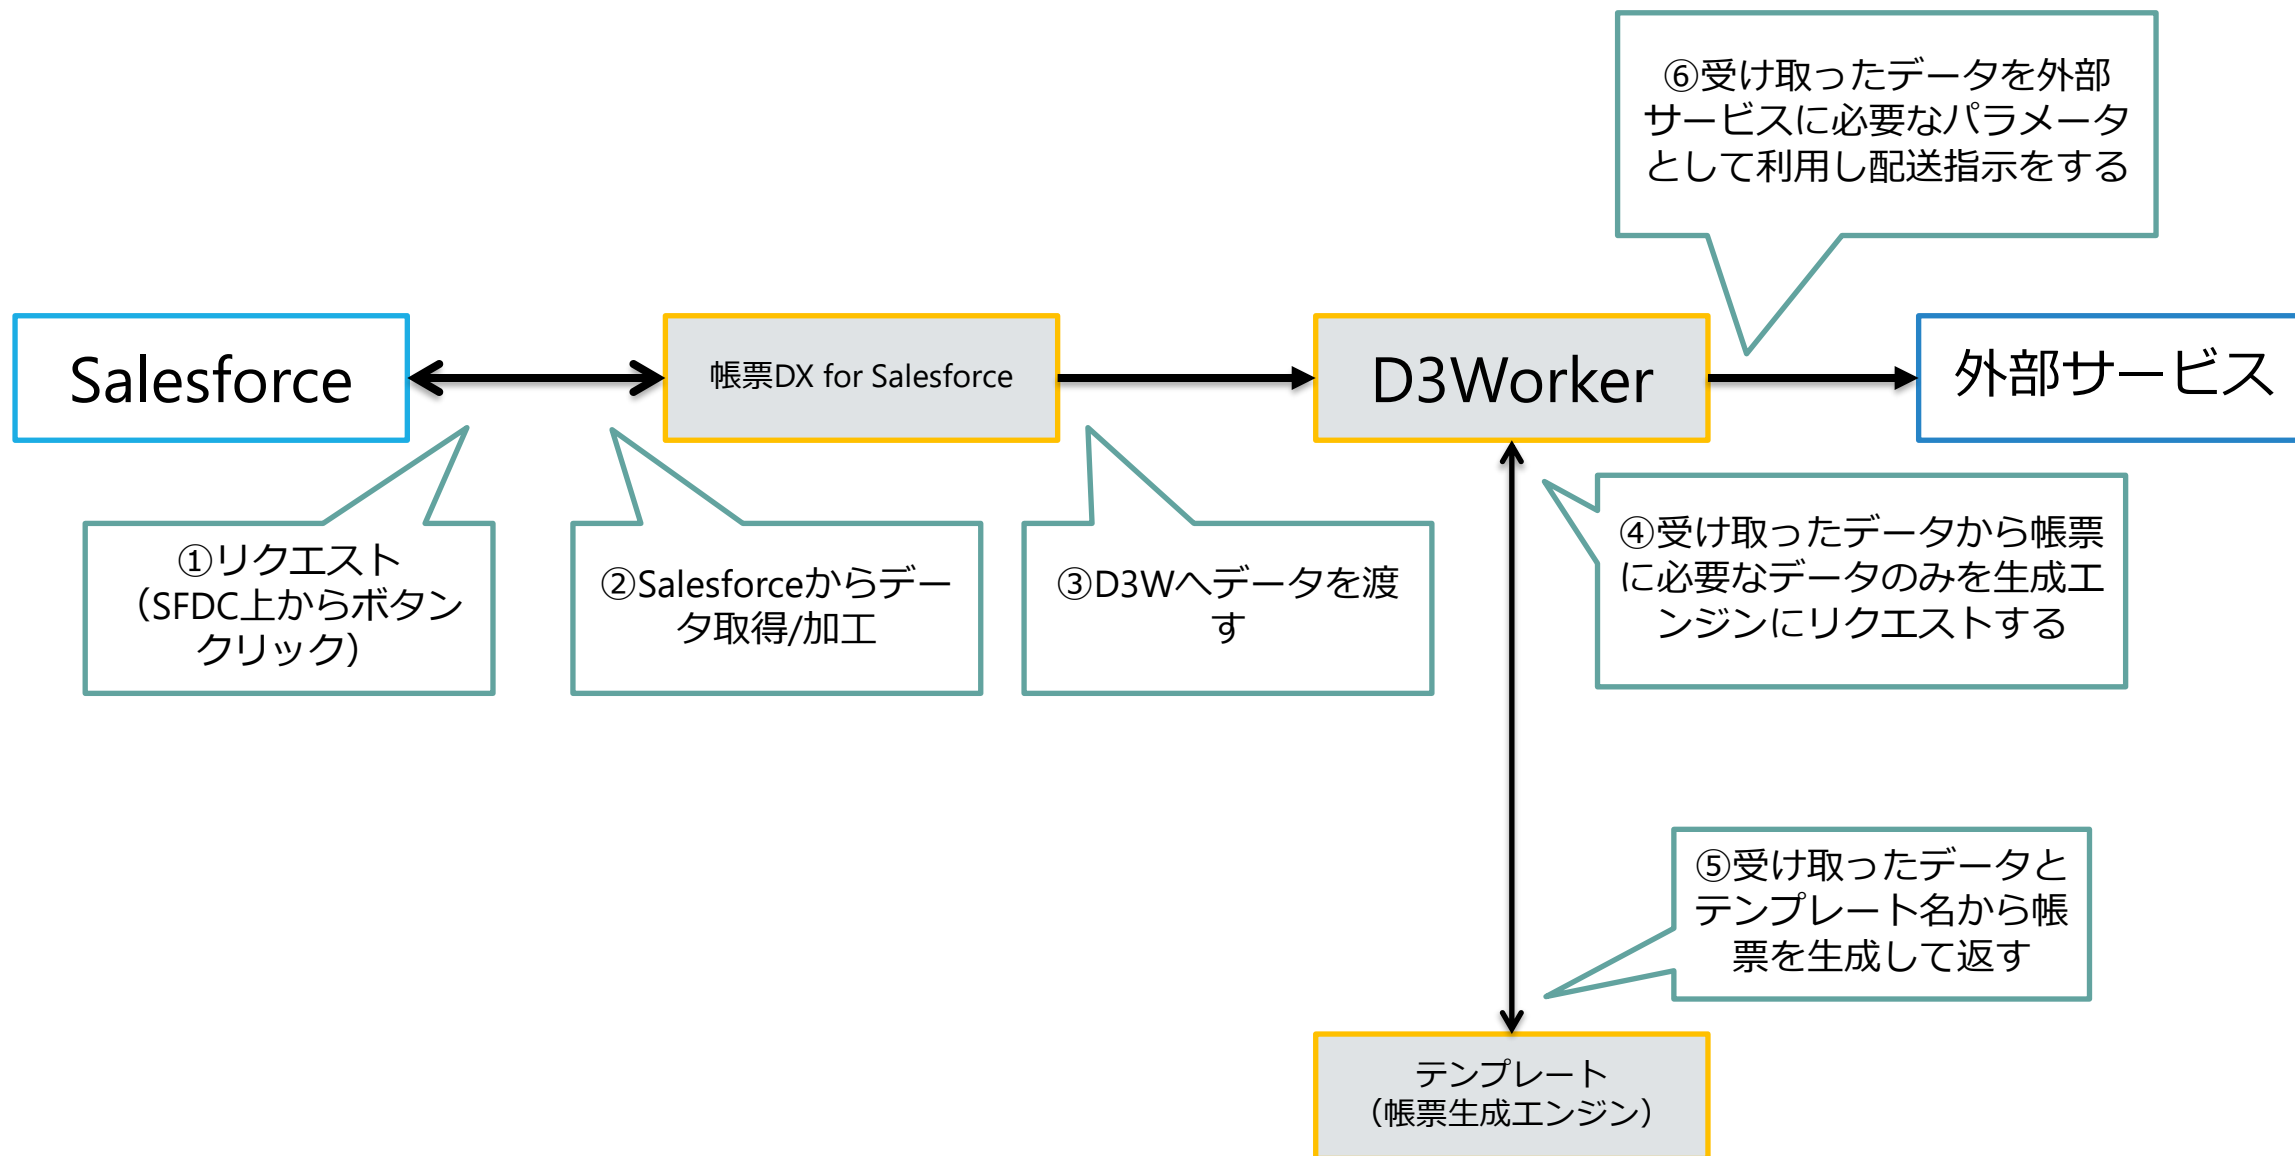 ⑥受け取ったデータを外部
サービスに必要なパラメータ
として利用し配送指示をする
Salesforce
帳票DX for Salesforce
D3Worker
外部サービス
①リクエスト
（SFDC上からボタン
クリック）
②Salesforceからデー
タ取得/加工
③D3Wへデータを渡
す
④受け取ったデータから帳票
に必要なデータのみを生成エ
ンジンにリクエストする
⑤受け取ったデータと
テンプレート名から帳
票を生成して返す
テンプレート
（帳票生成エンジン）